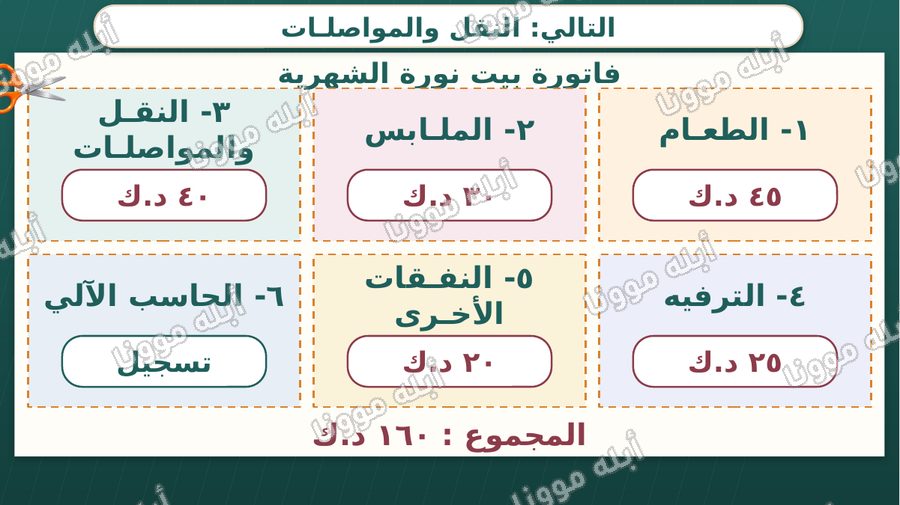 التالي: النقل والمواصلات
فاتورة بيت نورة الشهرية
١- الطعام
٤٥ د.ك
٢- الملابس
٣٠ د.ك
٣- النقل
والمواصلات
٤٠ د.ك
٤- الترفيه
٢٥ د.ك
٥- النفقات
الأخرى
٢٠ د.ك
٦- الحاسب الآلي
تسجيل
المجموع : ١٦٠ د.ك
أبله موونا